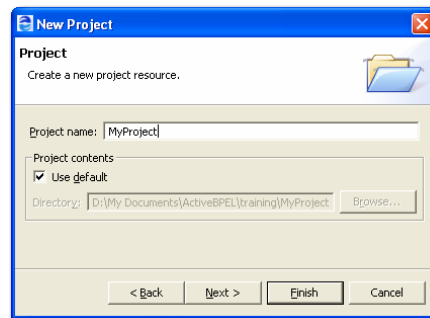 New Project
Project
Create a new project resource.
Project name: MyProject
Project contents
Use default
Directory: D:\My Documents\ActiveBPEL\training\MyProject Browse...
< Back Next > Finish Cancel